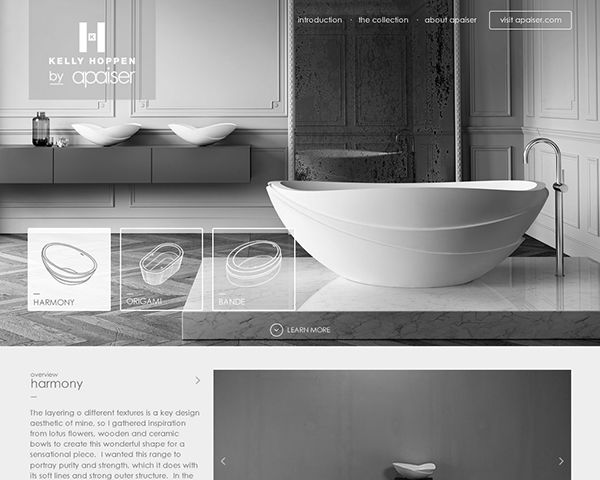 introduction · the collection · about apaiser
visit apaiser.com
H
K
KELLY HOPPEN
by apaiser
HARMONY
ORIGAMI
BANDE
LEARN MORE
overview
harmony
The layering o different textures is a key design
aesthetic of mine, so I gathered inspiration
from lotus flowers, wooden and ceramic
bowls to create this wonderful shape for a
sensational piece. I wanted this range to
portray purity and strength, which it does with
its soft lines and strong outer structure. In the